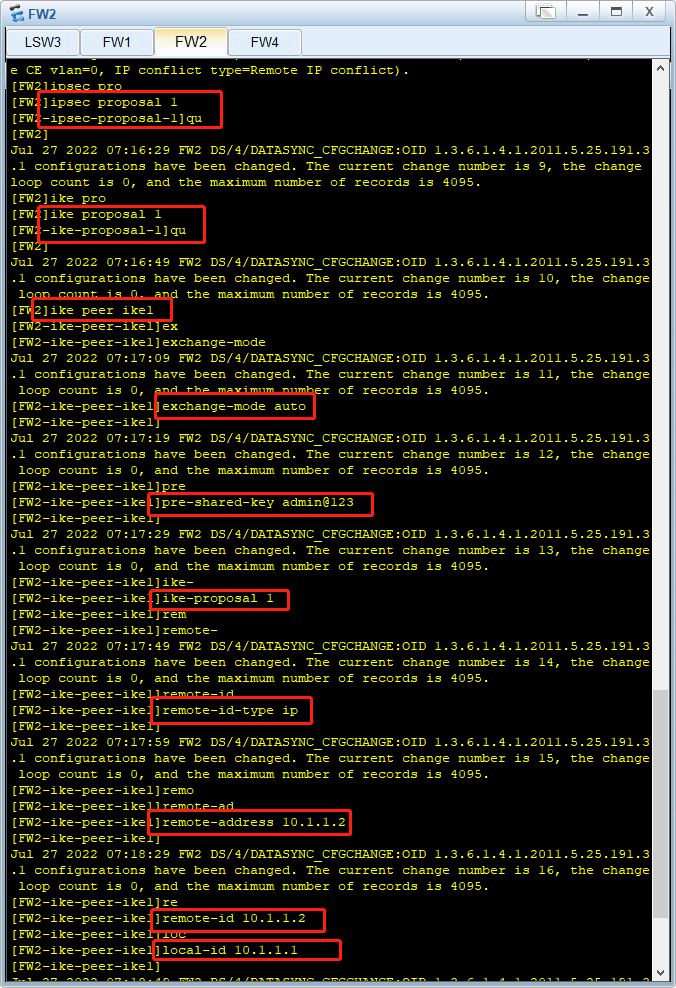 FW2
LSW3
FW1
FW2
FW4
e CE vlan=0, IP conflict type=Remote IP conflict).
[FW2]ipsec pro
[FW2]ipsec proposal 1
[FW2-ipsec-proposal-1]qu
[FW2]
Jul 27 2022 07:16:29 FW2 DS/4/DATASYNC_CFGCHANGE:OID 1.3.6.1.4.1.2011.5.25.191.3
.1 configurations have been changed. The current change number is 9, the change
loop count is 0, and the maximum number of records is 4095.
[FW2]ike pro
[FW2]ike proposal 1
[FW2-ike-proposal-1]qu
[FW2]
Jul 27 2022 07:16:49 FW2 DS/4/DATASYNC_CFGCHANGE:OID 1.3.6.1.4.1.2011.5.25.191.3
.1 configurations have been changed. The current change number is 10, the change
loop count is 0, and the maximum number of records is 4095.
[FW2]ike peer ike1
[FW2-ike-peer-ike1]ex
[FW2-ike-peer-ike1]exchange-mode
Jul 27 2022 07:17:09 FW2 DS/4/DATASYNC_CFGCHANGE:OID 1.3.6.1.4.1.2011.5.25.191.3
.1 configurations have been changed. The current change number is 11, the change
loop count is 0, and the maximum number of records is 4095.
[FW2-ike-peer-ike1]exchange-mode auto
[FW2-ike-peer-ike1]
Jul 27 2022 07:17:19 FW2 DS/4/DATASYNC_CFGCHANGE:OID 1.3.6.1.4.1.2011.5.25.191.3
.1 configurations have been changed. The current change number is 12, the change
loop count is 0, and the maximum number of records is 4095.
[FW2-ike-peer-ike1]pre
[FW2-ike-peer-ike1]pre-shared-key admin@123
[FW2-ike-peer-ike1]
Jul 27 2022 07:17:29 FW2 DS/4/DATASYNC_CFGCHANGE:OID 1.3.6.1.4.1.2011.5.25.191.3
.1 configurations have been changed. The current change number is 13, the change
loop count is 0, and the maximum number of records is 4095.
[FW2-ike-peer-ike1]ike-
[FW2-ike-peer-ike1]ike-proposal 1
[FW2-ike-peer-ike1]rem
[FW2-ike-peer-ike1]remote-
Jul 27 2022 07:17:49 FW2 DS/4/DATASYNC_CFGCHANGE:OID 1.3.6.1.4.1.2011.5.25.191.3
.1 configurations have been changed. The current change number is 14, the change
loop count is 0, and the maximum number of records is 4095.
[FW2-ike-peer-ike1]remote-id
[FW2-ike-peer-ike1]remote-id-type ip
[FW2-ike-peer-ike1]
Jul 27 2022 07:17:59 FW2 DS/4/DATASYNC_CFGCHANGE:OID 1.3.6.1.4.1.2011.5.25.191.3
.1 configurations have been changed. The current change number is 15, the change
loop count is 0, and the maximum number of records is 4095.
[FW2-ike-peer-ike1]remo
[FW2-ike-peer-ike1]remote-ad
[FW2-ike-peer-ike1]remote-address 10.1.1.2
[FW2-ike-peer-ike1]
Jul 27 2022 07:18:29 FW2 DS/4/DATASYNC_CFGCHANGE:OID 1.3.6.1.4.1.2011.5.25.191.3
.1 configurations have been changed. The current change number is 16, the change
loop count is 0, and the maximum number of records is 4095.
[FW2-ike-peer-ike1]re
[FW2-ike-peer-ike1]remote-id 10.1.1.2
[FW2-ike-peer-ike1]loc
[FW2-ike-peer-ike1]local-id 10.1.1.1
[FW2-ike-peer-ike1]